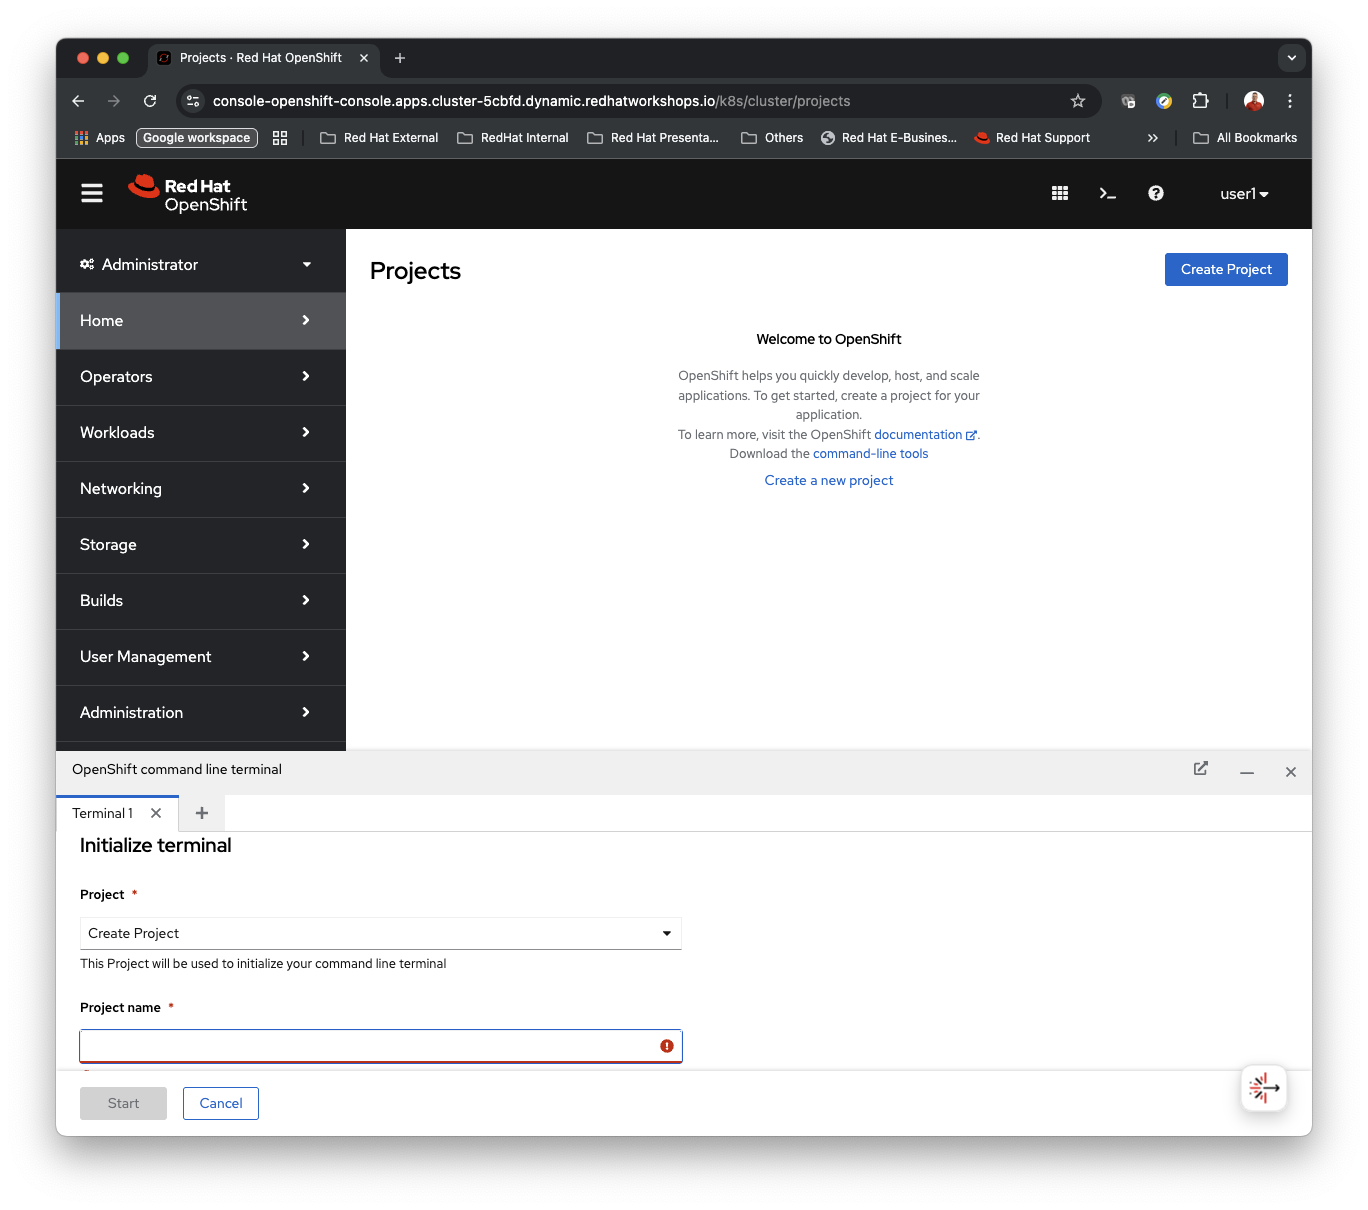 Projects · Red Hat OpenShift
console-openshift-console.apps.cluster-5cbfd.dynamic.redhatworkshops.io/k8s/cluster/projects
Apps Google workspace Red Hat External RedHat Internal Red Hat Presenta... Others Red Hat E-Busines... Red Hat Support » All Bookmarks
Red Hat
OpenShift
user1
Administrator
Home
Operators
Workloads
Networking
Storage
Builds
User Management
Administration
Projects
Create Project
Welcome to OpenShift
OpenShift helps you quickly develop, host, and scale
applications. To get started, create a project for your
application.
To learn more, visit the OpenShift documentation.
Download the command-line tools
Create a new project
OpenShift command line terminal
Terminal 1
Initialize terminal
Project *
Create Project
This Project will be used to initialize your command line terminal
Project name *
Start Cancel